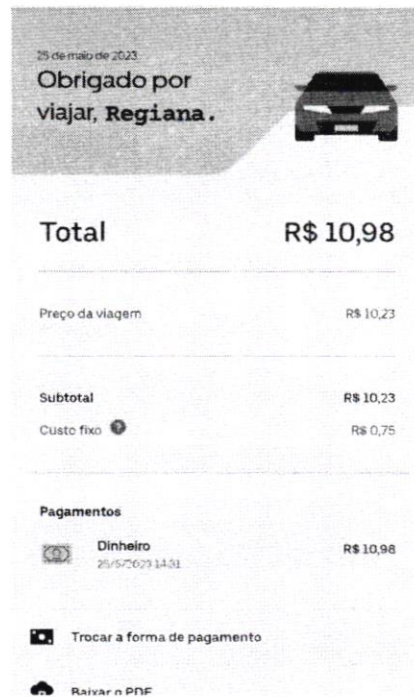 25 de maio de 2023
Obrigado por
viajar, Regiana.
Total R$ 10,98
Preço da viagem R$ 10,23
Subtotal R$ 10,23
Custo fixo ? R$ 0,75
Pagamentos
Dinheiro R$ 10,98
25/5/2023 14:31
Trocar a forma de pagamento
Baixar o PDF